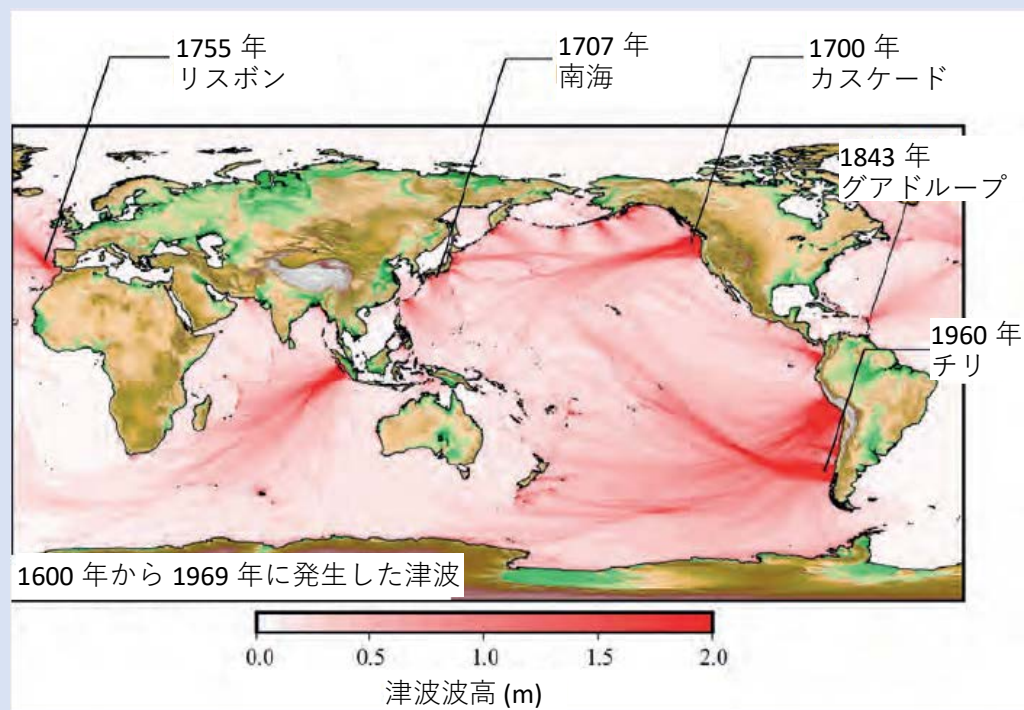 1755 年
リスボン
1707 年
南海
1700 年
カスケード
1843 年
グアドループ
1960 年
チリ
1600 年から 1969 年に発生した津波
0.0 0.5 1.0 1.5 2.0
津波波高 (m)